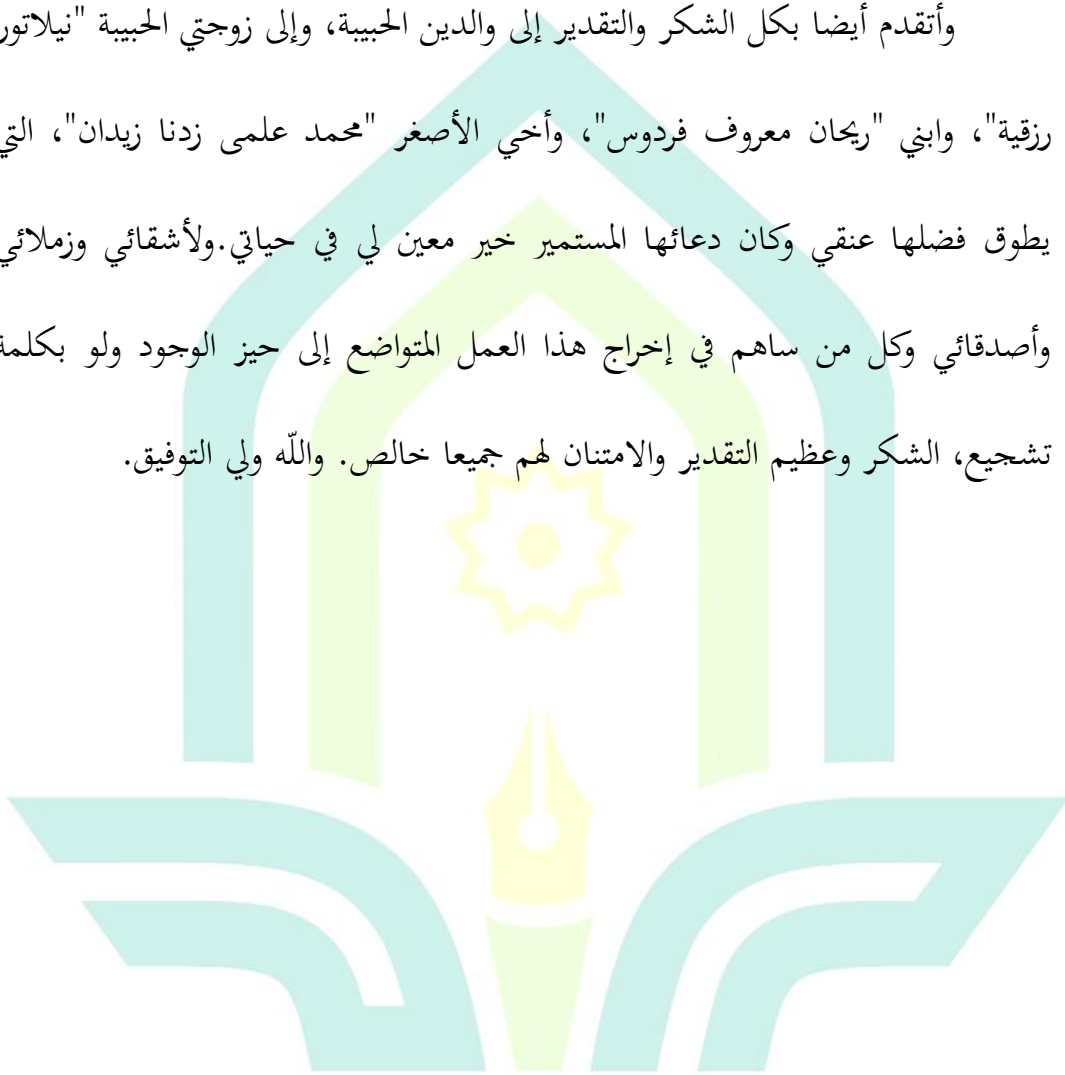 وأتقدم أيضا بكل الشكر والتقدير إلى والدين الحبيبة، وإلى زوجتي الحبيبة "نيلاتور
رزقية"، وابني "ريحان معروف فردوس"، وأخي الأصغر "محمد علمى زدنا زيدان"، التي
يطوق فضلها عنقي وكان دعائها المستمير خير معين لي في حياتي.ولأشقائي وزملائي
وأصدقائي وكل من ساهم في إخراج هذا العمل المتواضع إلى حيز الوجود ولو بكلمة
تشجيع، الشكر وعظيم التقدير والامتنان لهم جميعا خالص. واللّه ولي التوفيق.